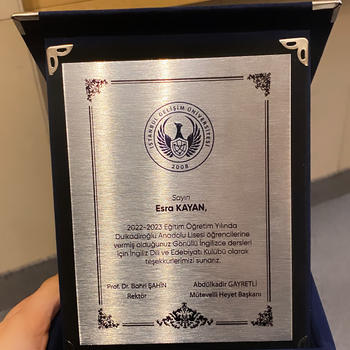 İSTANBUL GELİŞİM ÜNİVERSİTESİ
2008
Sayın
Esra KAYAN,
2022-2023 Eğitim Öğretim Yılında
Dulkadiroğlu Anadolu Lisesi öğrencilerine
vermiş olduğunuz Gönüllü İngilizce dersleri
için İngiliz Dili ve Edebiyatı Kulübü olarak
teşekkürlerimizi sunarız.
Prof. Dr. Bahri ŞAHİN
Rektör
Abdülkadir GAYRETLİ
Mütevelli Heyet Başkanı